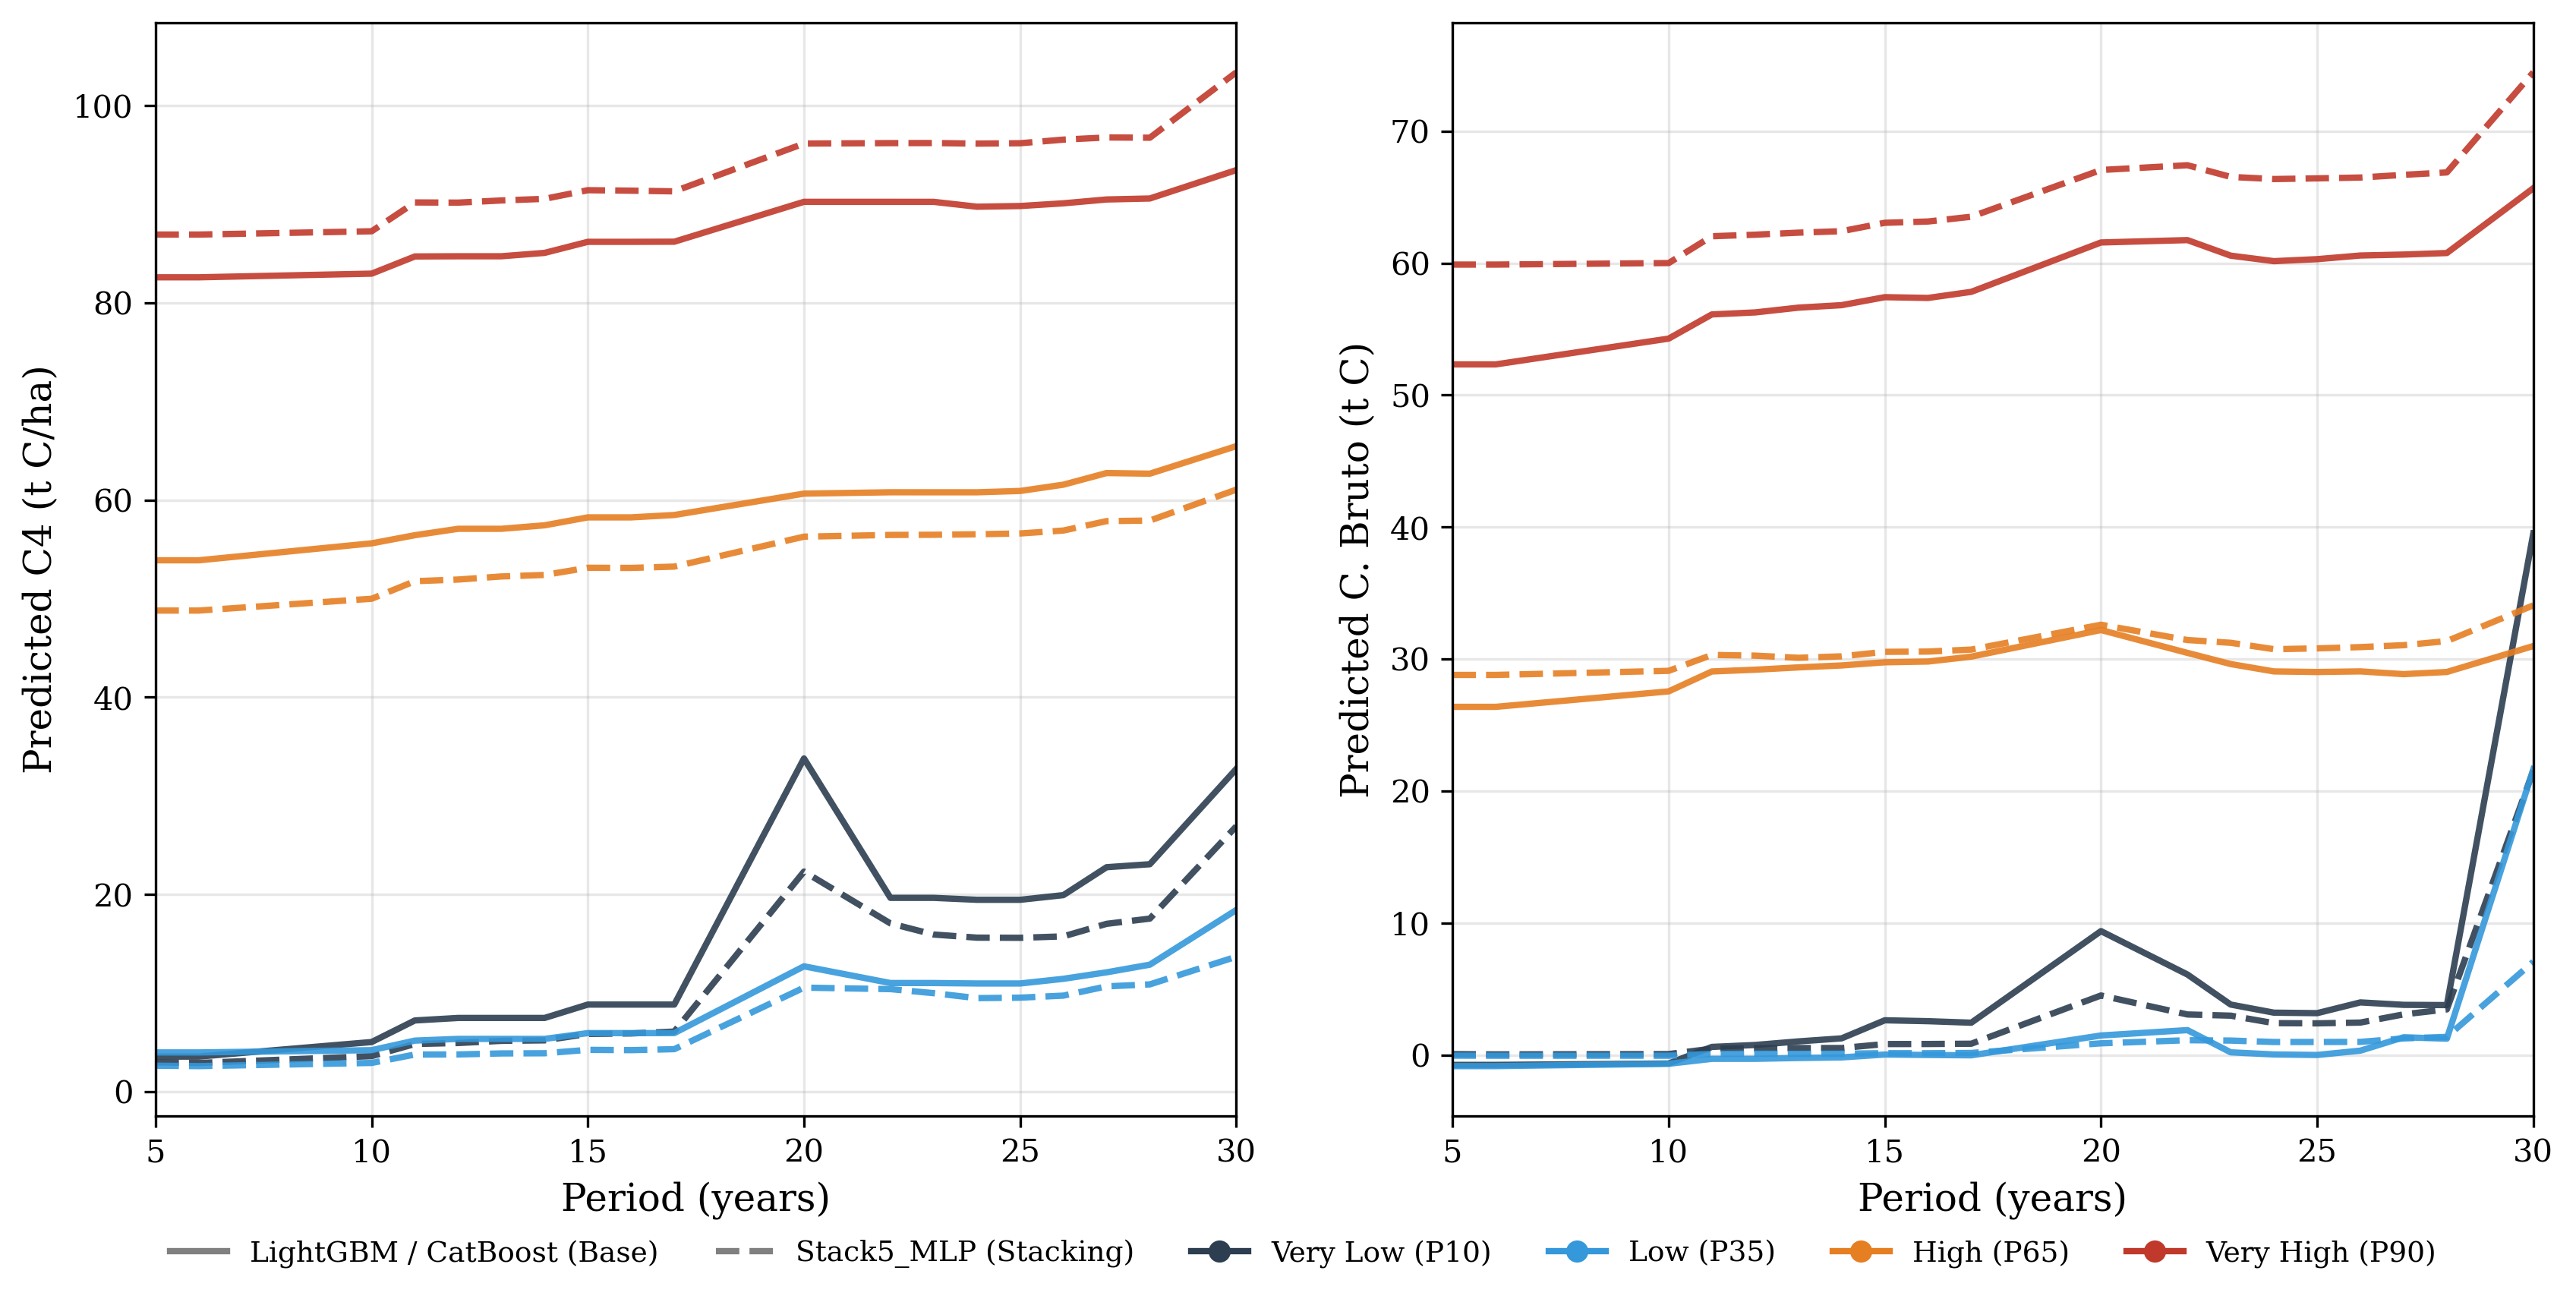 Predicted C4 (t C/ha)
100
80
60
40
20
0
5 10 15 20 25 30
Period (years)
Predicted C. Bruto (t C)
70
60
50
40
30
20
10
0
5 10 15 20 25 30
Period (years)
LightGBM / CatBoost (Base) Stack5_MLP (Stacking) Very Low (P10) Low (P35) High (P65) Very High (P90)